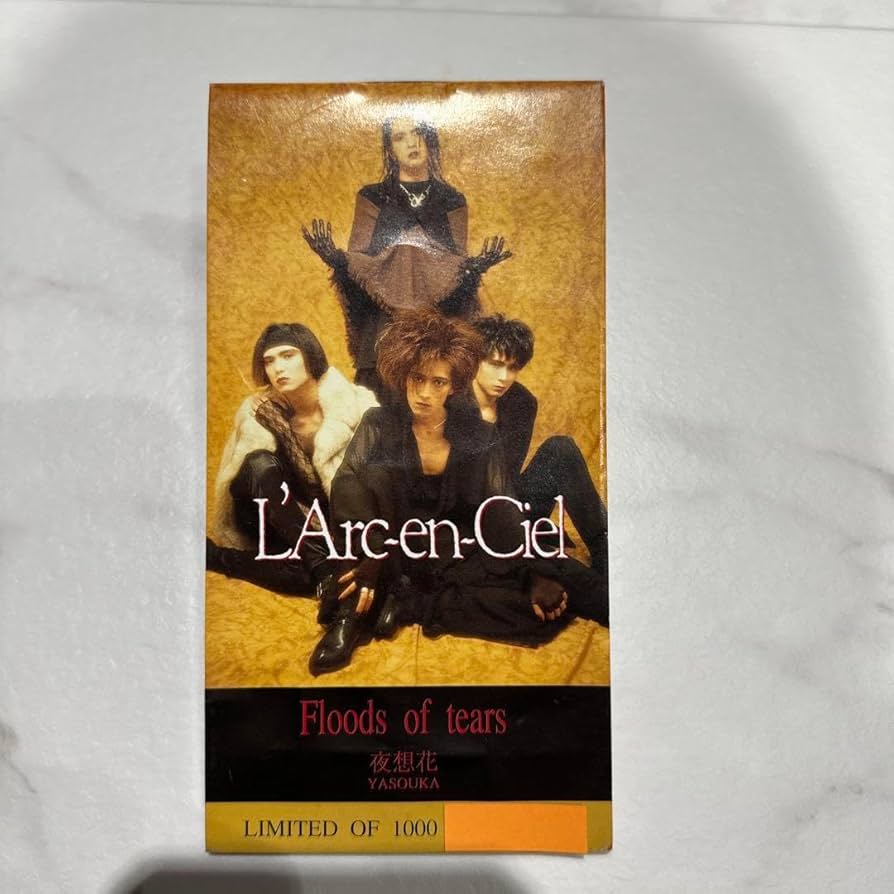 L'Arc-en-Ciel
Floods of tears
夜想花
YASOUKA
LIMITED OF 1000